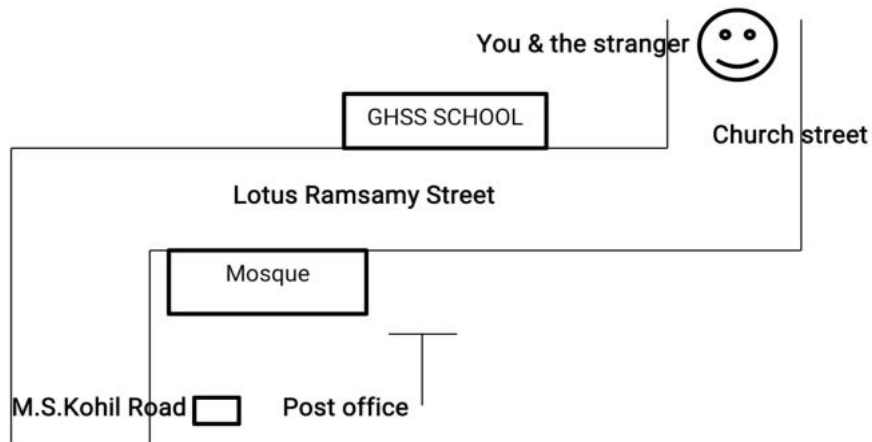 You & the stranger
GHSS SCHOOL
Church street
Lotus Ramsamy Street
Mosque
M.S.Kohil Road
Post office